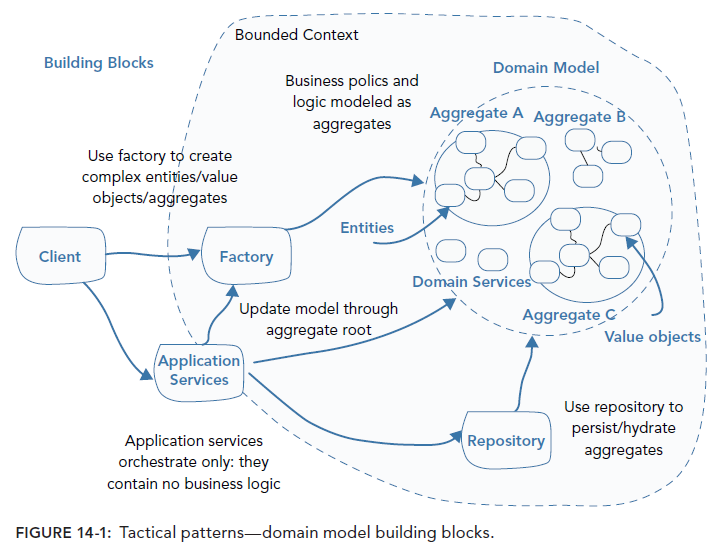 Bounded Context
Building Blocks
Domain Model
Business polics and
logic modeled as
aggregates
Aggregate A
Aggregate B
Use factory to create
complex entities/value
objects/aggregates
Entities
Client
Factory
Domain Services
Update model through
aggregate root
Aggregate C
Value objects
Application
Services
Use repository to
persist/hydrate
aggregates
Repository
Application services
orchestrate only: they
contain no business logic
FIGURE 14-1: Tactical patterns—domain model building blocks.